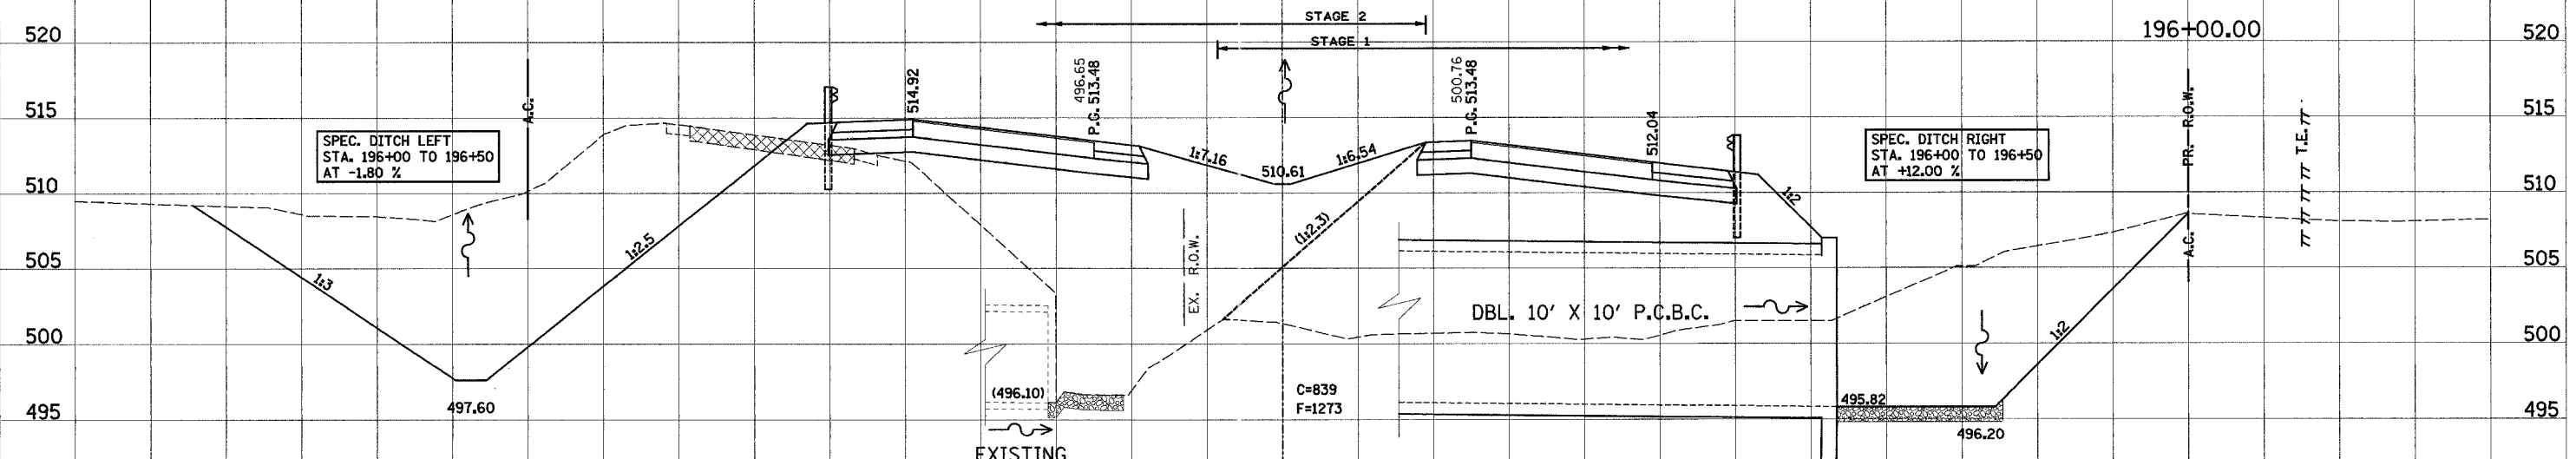 STAGE 2
520
196+00.00
520
STAGE 1
514.92
496.65
P.G. 513.48
500.76
P.G. 513.48
A.C.
515
PR. R.O.W.
T.E.
515
SPEC. DITCH LEFT
STA. 196+00 TO 196+50
AT -1.80 %
512.04
SPEC. DITCH RIGHT
STA. 196+00 TO 196+50
AT +12.00 %
1:7.16
510.61
1:6.54
510
1:2
510
1:2.5
EX. R.O.W.
(1:2.3)
A.C.
505
1:3
505
DBL. 10' X 10' P.C.B.C.
500
1:2
500
(496.10)
C=839
F=1273
495.82
497.60
495
495
496.20
EXISTING